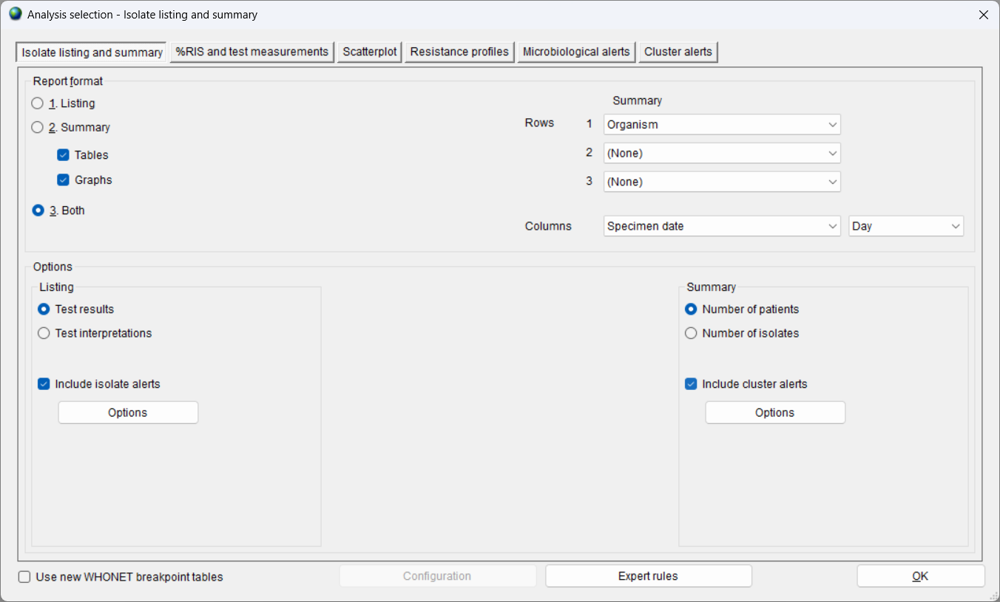 Analysis selection - Isolate listing and summary
Isolate listing and summary
%RIS and test measurements
Scatterplot
Resistance profiles
Microbiological alerts
Cluster alerts
Report format
1. Listing
2. Summary
Tables
Graphs
3. Both
Summary
Rows 1 Organism
2 (None)
3 (None)
Columns Specimen date Day
Options
Listing
Test results
Test interpretations
Include isolate alerts
Options
Summary
Number of patients
Number of isolates
Include cluster alerts
Options
Use new WHONET breakpoint tables
Configuration
Expert rules
OK